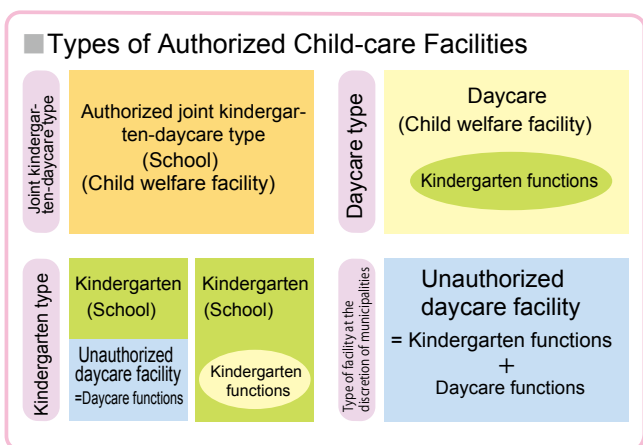 Types of Authorized Child-care Facilities
Joint kindergar-
ten-daycare type
Authorized joint kindergar-
ten-daycare type
(School)
(Child welfare facility)
Daycare type
Daycare
(Child welfare facility)
Kindergarten functions
Kindergarten type
Kindergarten
(School)
Unauthorized
daycare facility
=Daycare functions
Kindergarten
(School)
Kindergarten
functions
Type of facility at the
discretion of municipalities
Unauthorized
daycare facility
= Kindergarten functions
+
Daycare functions